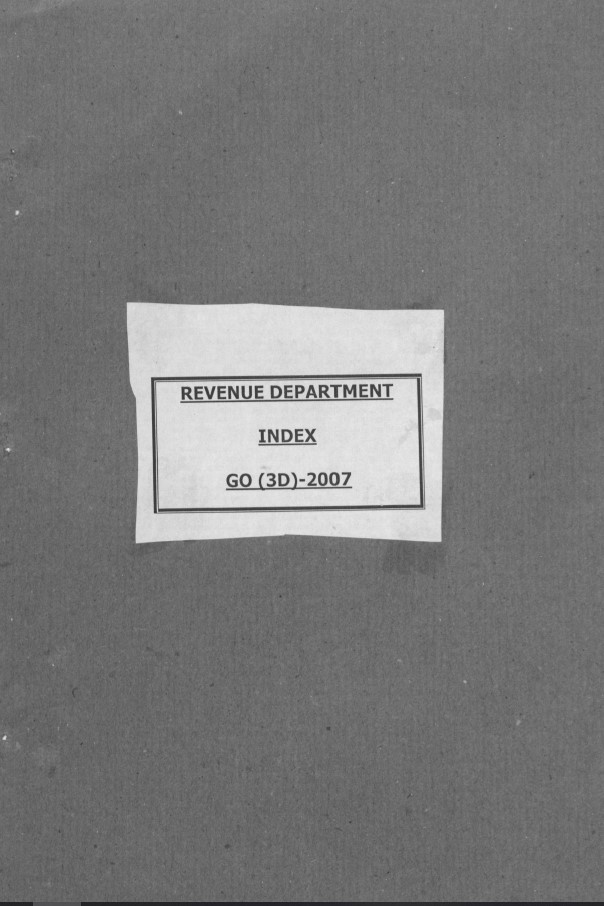 REVENUE DEPARTMENT
INDEX
GO (3D)-2007